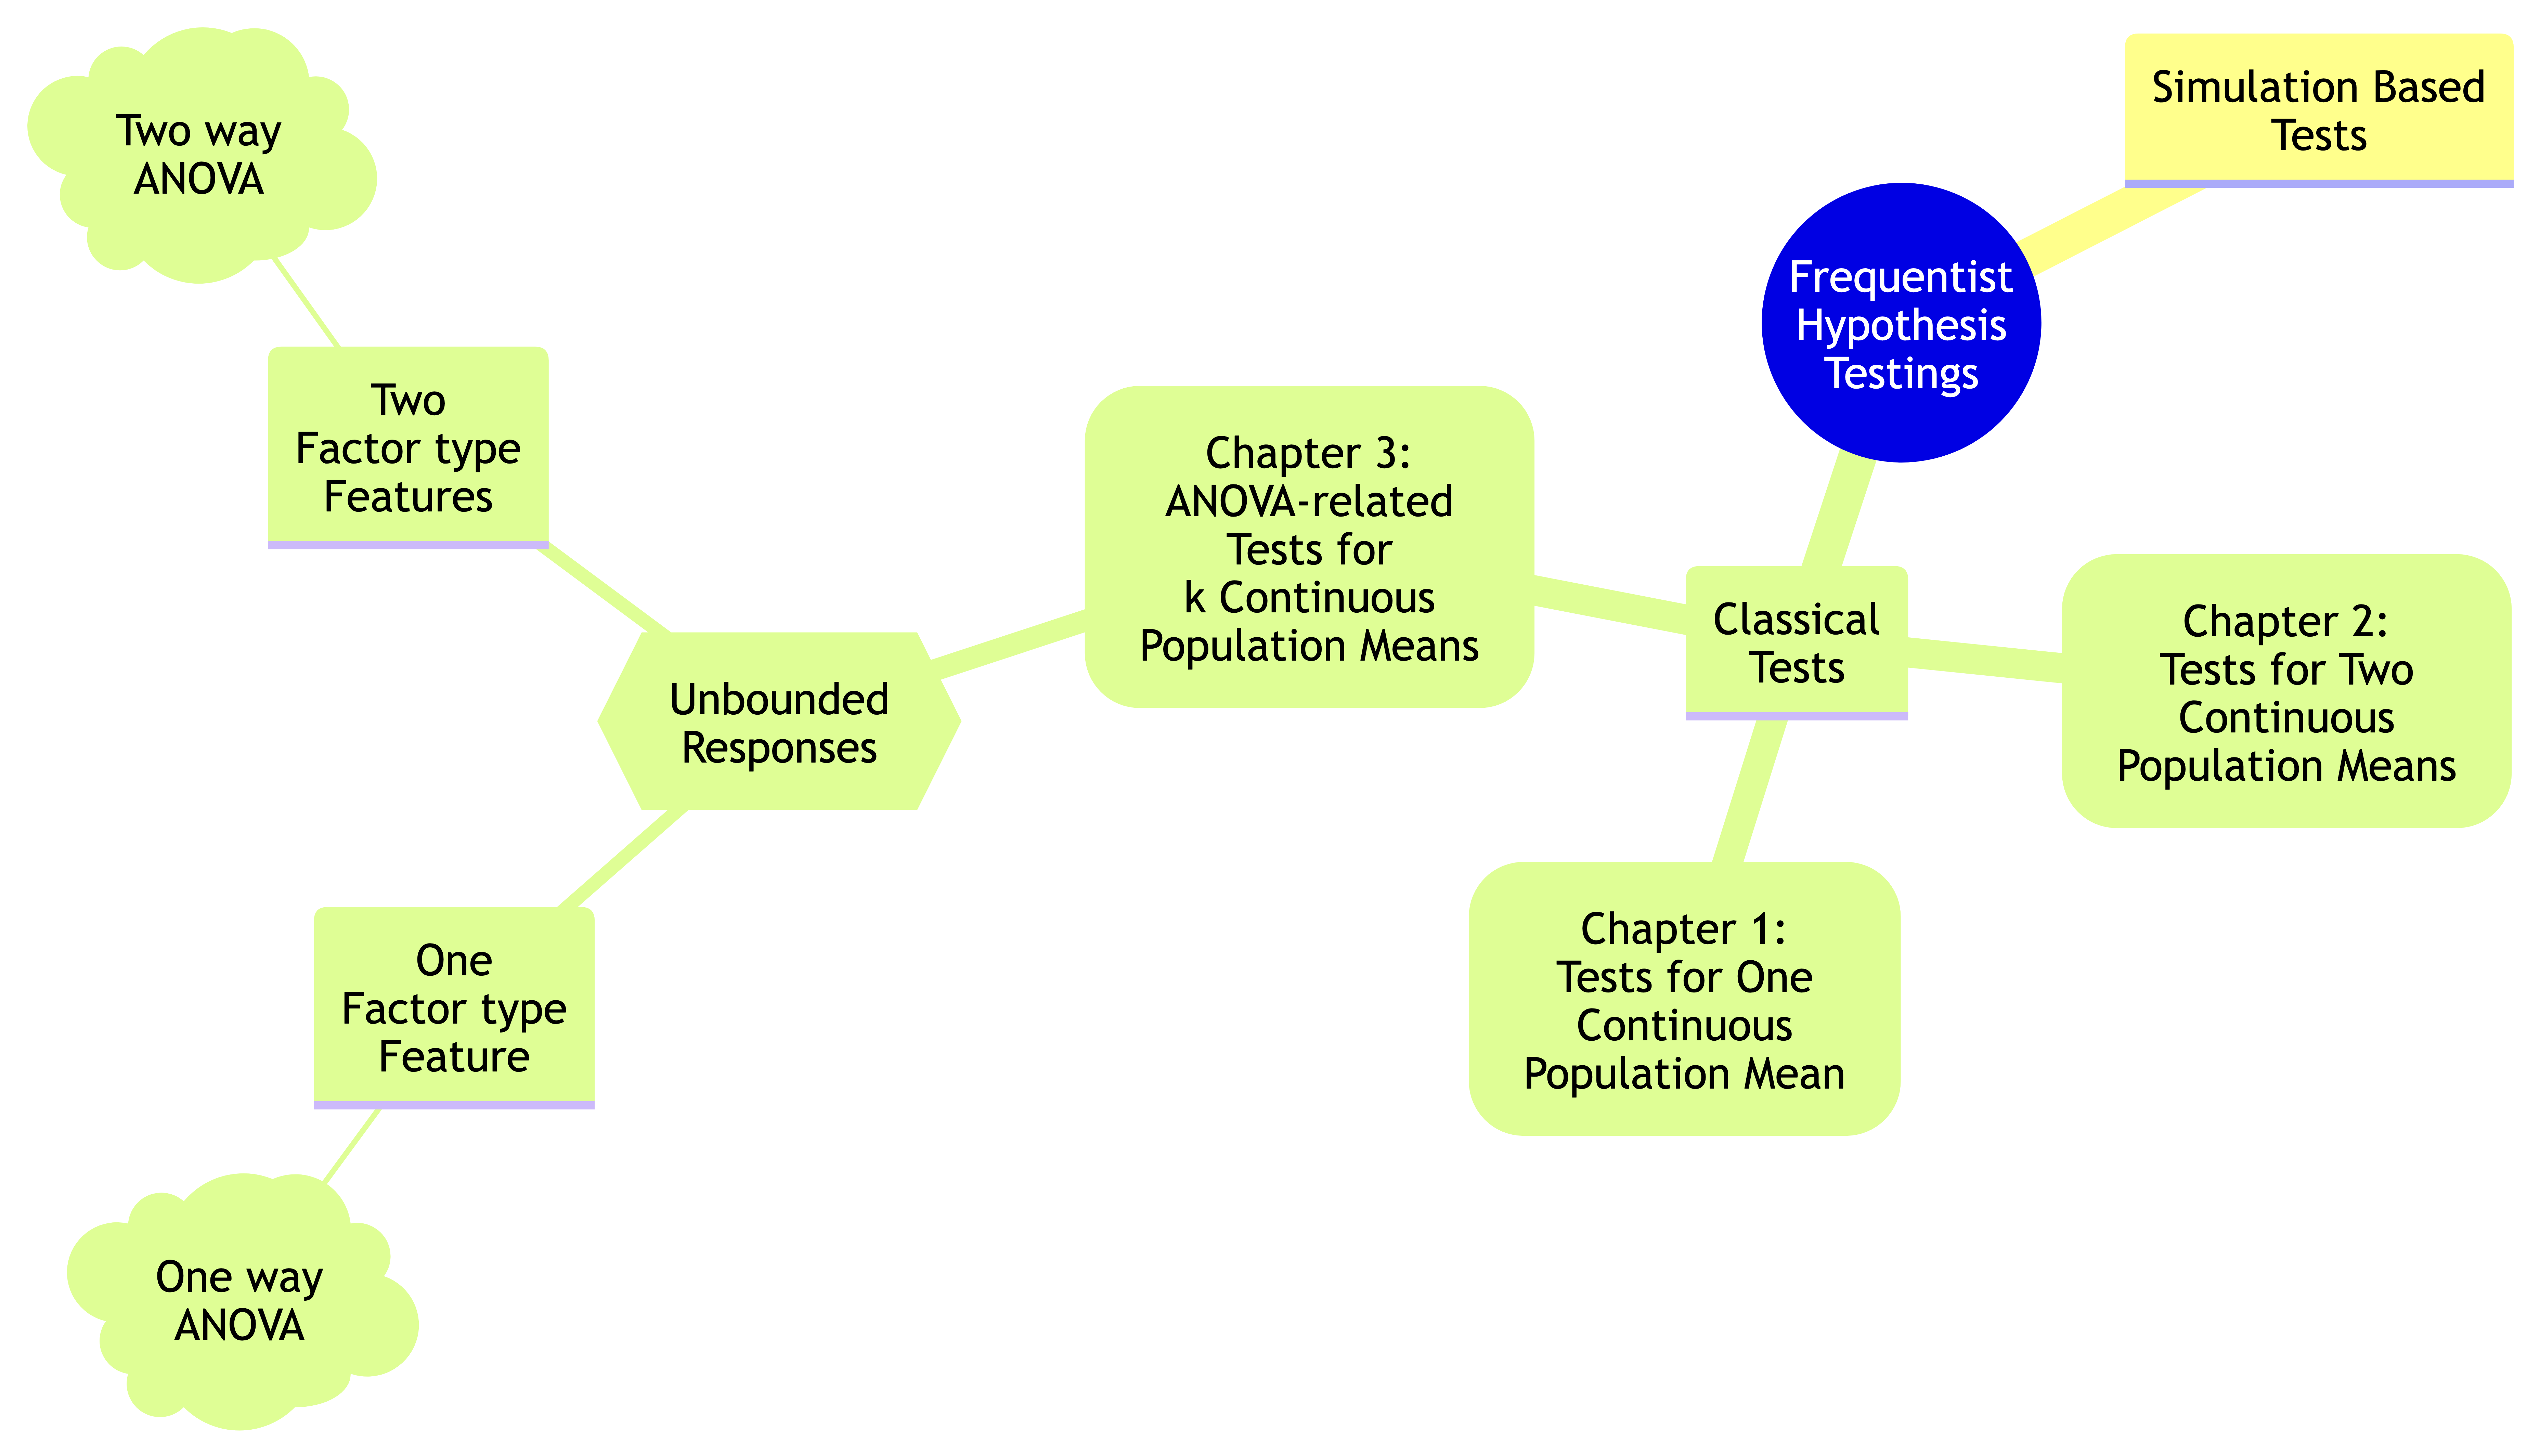 Two way
ANOVA
Simulation Based
Tests
Frequentist
Hypothesis
Testings
Two
Factor type
Features
Chapter 3:
ANOVA-related
Tests for
k Continuous
Population Means
Classical
Tests
Chapter 2:
Tests for Two
Continuous
Population Means
Unbounded
Responses
One
Factor type
Feature
Chapter 1:
Tests for One
Continuous
Population Mean
One way
ANOVA